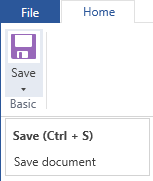 File Home
Save
Basic
Save (Ctrl + S)
Save document